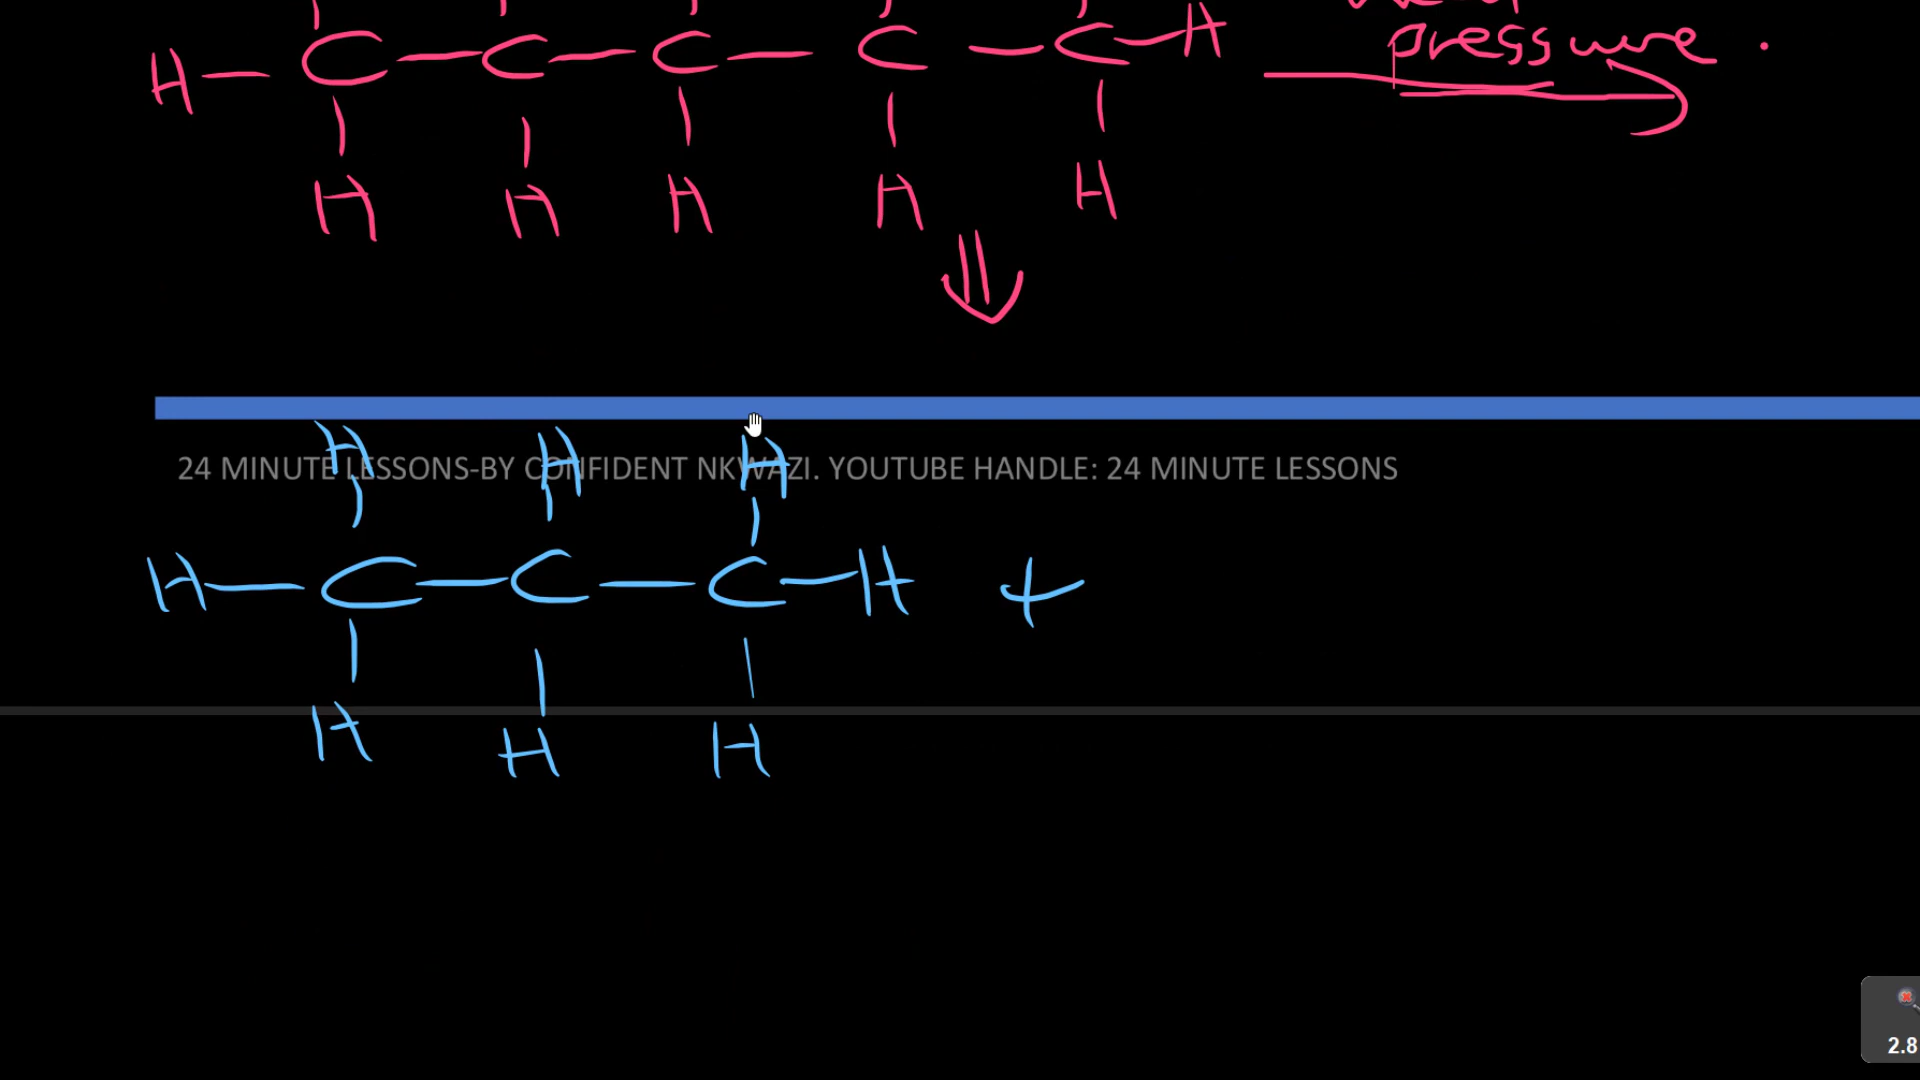 H — C — C — C — C — C — H
pressure.
H H H H H
H H H
24 MINUTE LESSONS-BY CONFIDENT NKWAZI. YOUTUBE HANDLE: 24 MINUTE LESSONS
H — C — C — C — H +
H H H
2.8